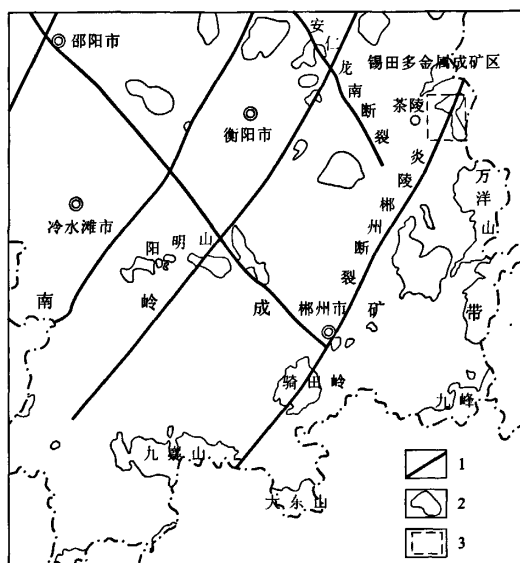 邵阳市
安仁
龙南断裂
锡田多金属成矿区
茶陵
衡阳市
炎陵郴州断裂
万洋山
冷水滩市
阳明山
南岭成矿带
郴州市
骑田岭
九峰
九嶷山
大东山
1
2
3